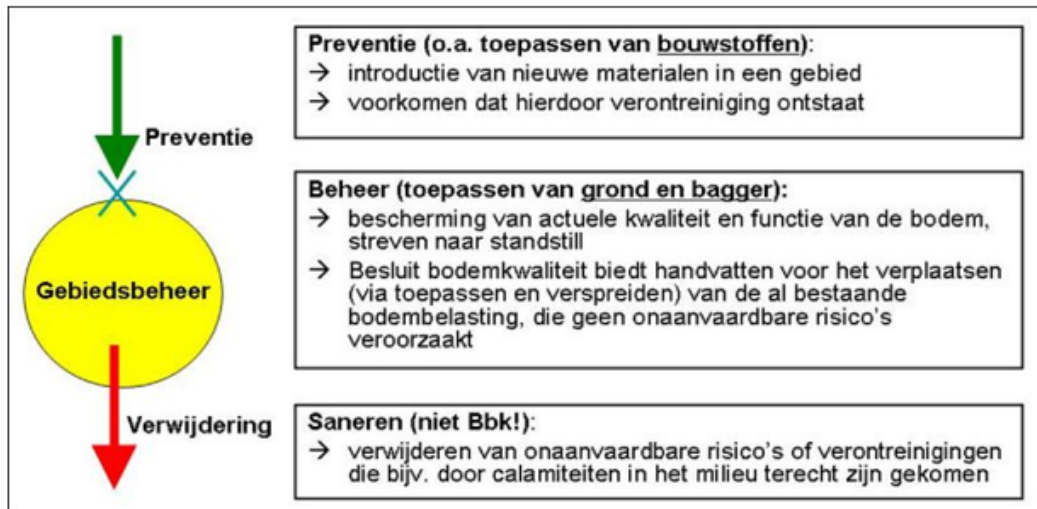 Preventie (o.a. toepassen van bouwstoffen):
→ introductie van nieuwe materialen in een gebied
→ voorkomen dat hierdoor verontreiniging ontstaat
Preventie
Beheer (toepassen van grond en bagger):
→ bescherming van actuele kwaliteit en functie van de bodem,
streven naar standstill
→ Besluit bodemkwaliteit biedt handvatten voor het verplaatsen
(via toepassen en verspreiden) van de al bestaande
bodembelasting, die geen onaanvaardbare risico's
veroorzaakt
Gebiedsbeheer
Saneren (niet Bbk!):
→ verwijderen van onaanvaardbare risico's of verontreinigingen
die bijv. door calamiteiten in het milieu terecht zijn gekomen
Verwijdering